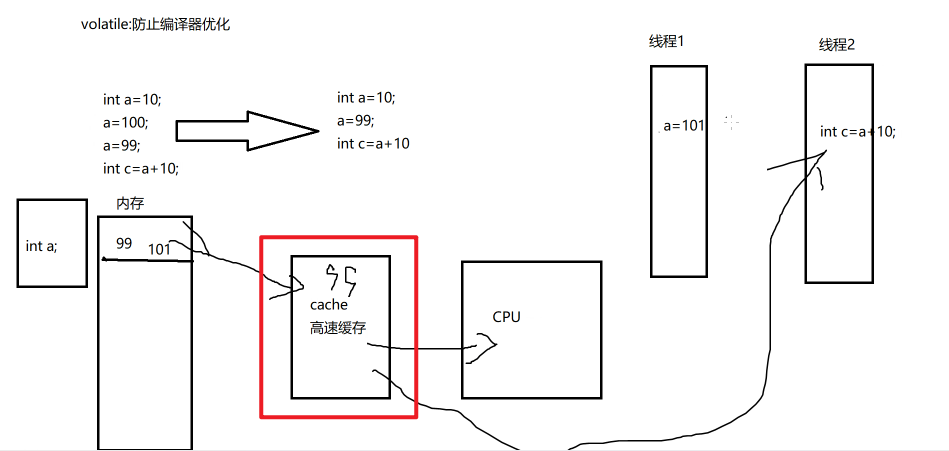 volatile:防止编译器优化
线程1
线程2
int a=10;
a=100;
a=99;
int c=a+10;
int a=10;
a=99;
int c=a+10
a=101
int c=a+10;
内存
int a;
99
101
99
cache
高速缓存
CPU